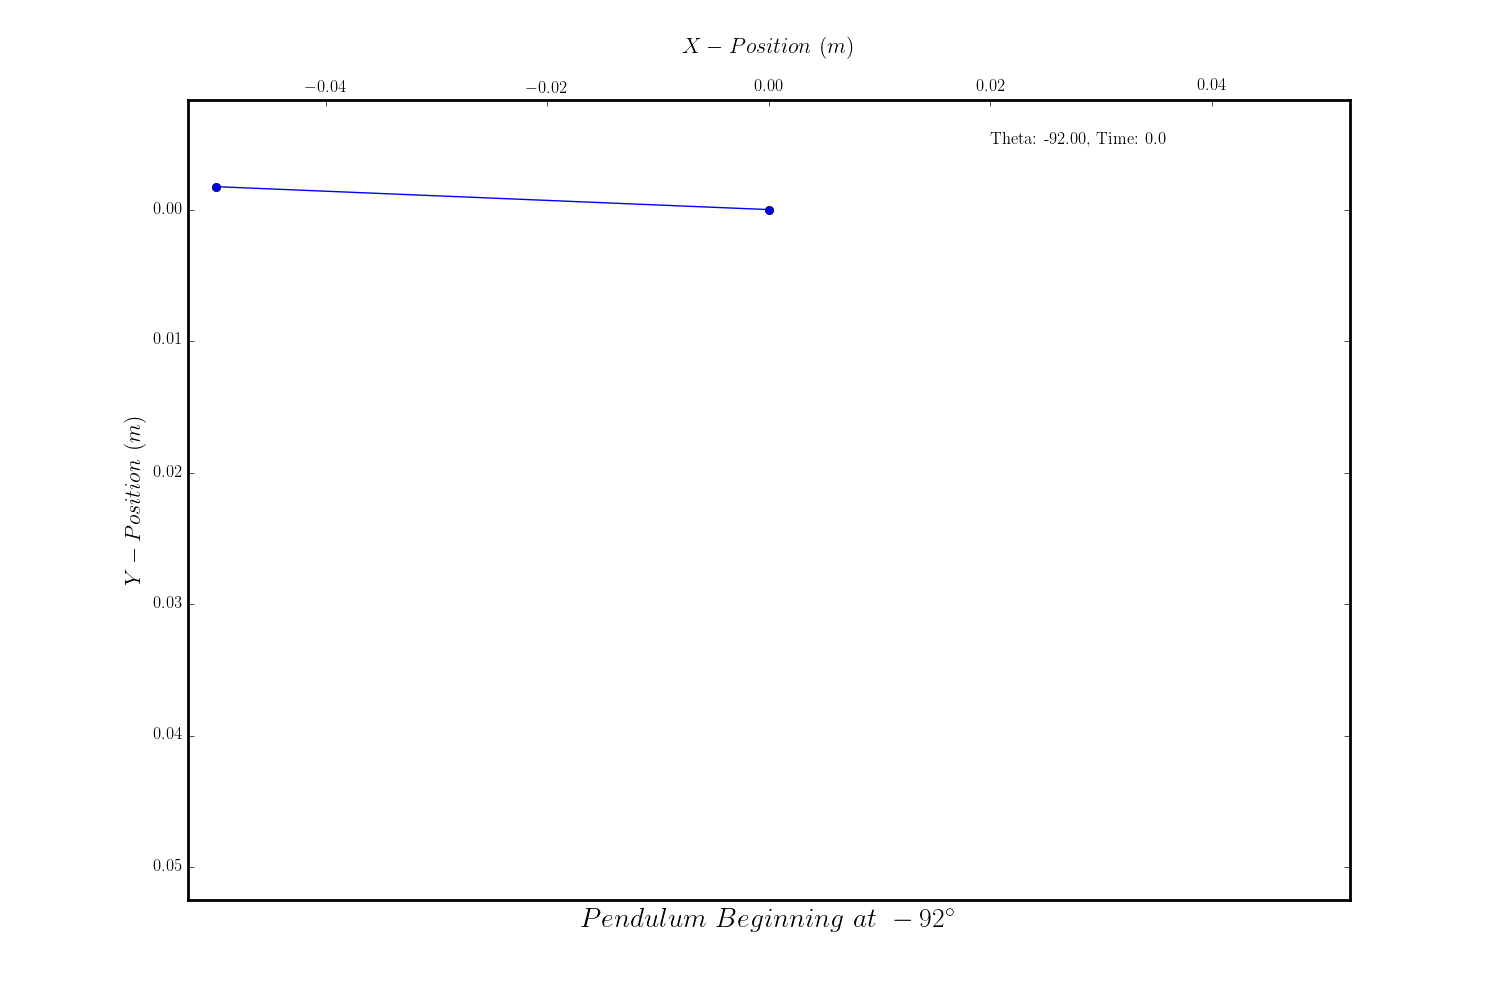 X − Position (m)
−0.04 −0.02 0.00 0.02 0.04
Theta: -92.00, Time: 0.0
0.00
0.01
0.02
0.03
0.04
0.05
Y − Position (m)
Pendulum Beginning at − 92°